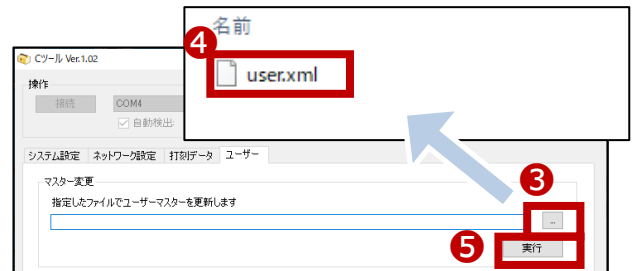 名前
4
user.xml
Cツール Ver.1.02
操作
接続
COM4
自動検出:
システム設定
ネットワーク設定
打刻データ
ユーザー
マスター変更
3
指定したファイルでユーザーマスターを更新します
...
5
実行